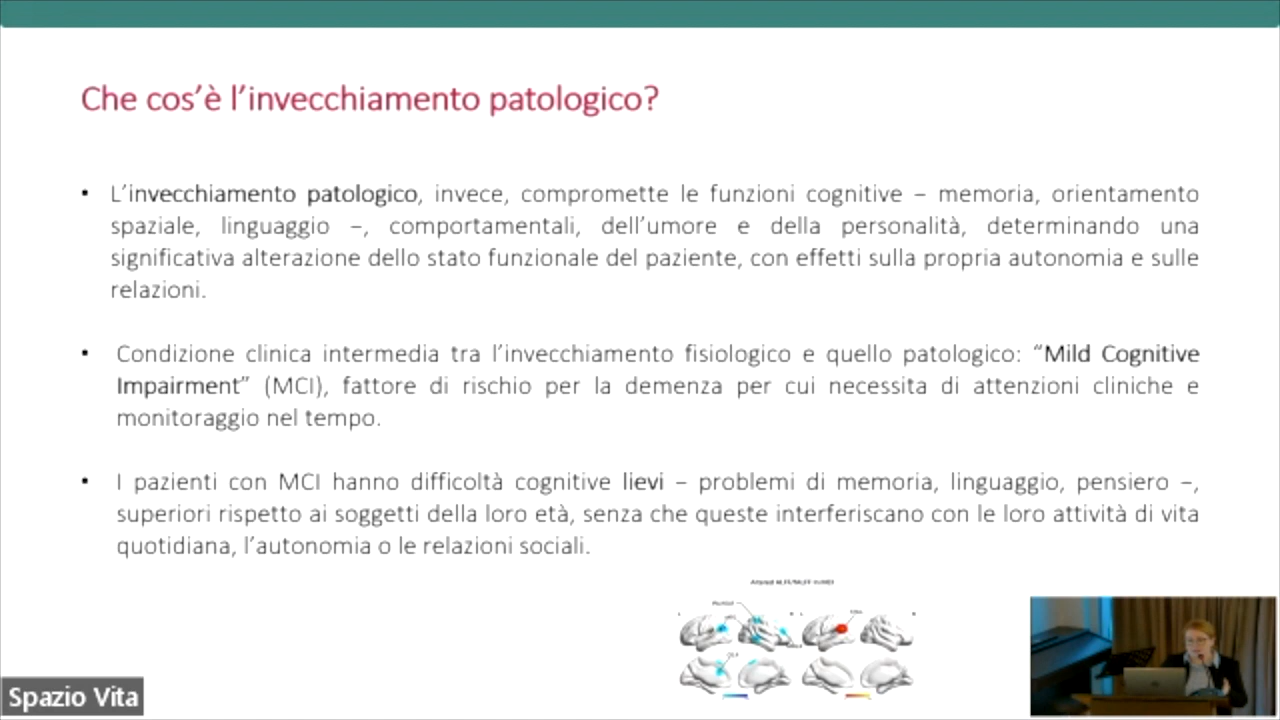 Che cos'è l'invecchiamento patologico?
• L'invecchiamento patologico, invece, compromette le funzioni cognitive – memoria, orientamento
spaziale, linguaggio –, comportamentali, dell'umore e della personalità, determinando una
significativa alterazione dello stato funzionale del paziente, con effetti sulla propria autonomia e sulle
relazioni.
• Condizione clinica intermedia tra l'invecchiamento fisiologico e quello patologico: “Mild Cognitive
Impairment” (MCI), fattore di rischio per la demenza per cui necessita di attenzioni cliniche e
monitoraggio nel tempo.
• I pazienti con MCI hanno difficoltà cognitive lievi – problemi di memoria, linguaggio, pensiero –,
superiori rispetto ai soggetti della loro età, senza che queste interferiscano con le loro attività di vita
quotidiana, l'autonomia o le relazioni sociali.
Spazio Vita